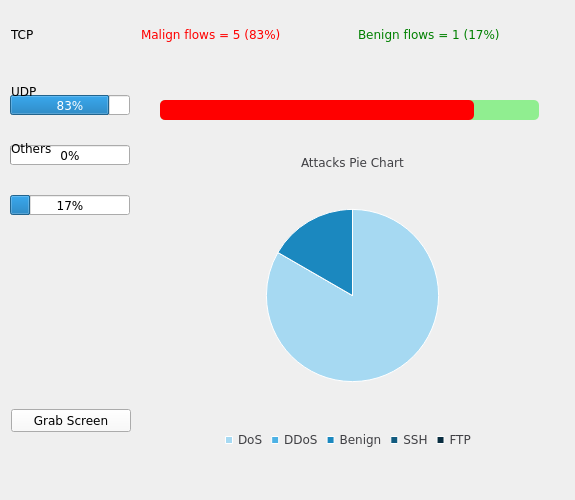 TCP
Malign flows = 5 (83%)
Benign flows = 1 (17%)
UDP
83%
Others
0%
Attacks Pie Chart
17%
Grab Screen
DoS DDoS Benign SSH FTP